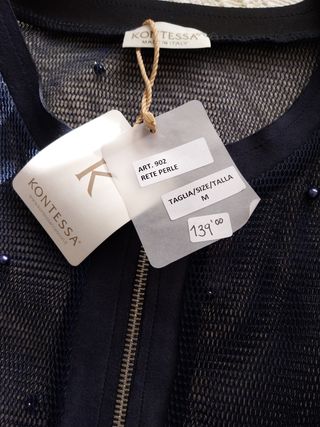 KONTESSA®
MADE IN ITALY
K
KONTESSA®
ART. 902
RETE PERLE
TAGLIA/SIZE/TALLA
M
139'00